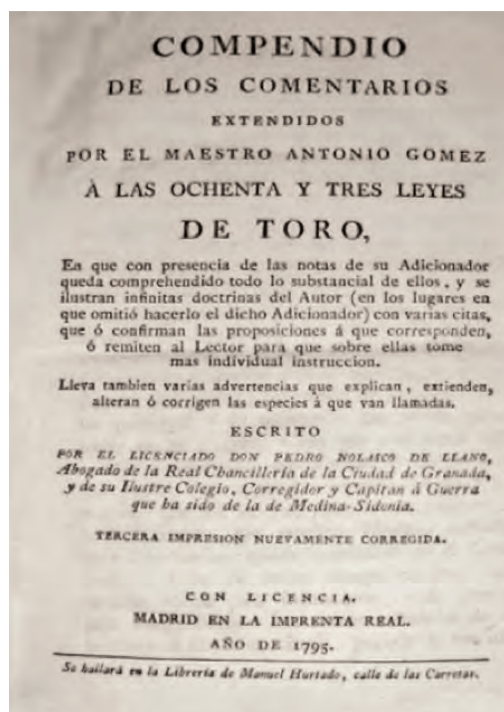 COMPENDIO
DE LOS COMENTARIOS
EXTENDIDOS
POR EL MAESTRO ANTONIO GOMEZ
À LAS OCHENTA Y TRES LEYES
DE TORO,
En que con presencia de las notas de su Adicionador
queda comprehendido todo lo substancial de ellos, y se
ilustran infinitas doctrinas del Autor (en los lugares en
que omitió hacerlo el dicho Adicionador) con varias citas,
que ó confirman las proposiciones á que corresponden,
ó remiten al Lector para que sobre ellas tome
mas individual instruccion.
Lleva tambien varias advertencias que explican, extienden,
alteran ó corrigen las especies á que van llamadas.
ESCRITO
POR EL LICENCIADO DON PEDRO NOLASCO DE LLANO,
Abogado de la Real Chancillería de la Ciudad de Granada,
y de su Ilustre Colegio, Corregidor y Capitan á Guerra
que ha sido de la de Medina-Sidonia.
TERCERA IMPRESION NUEVAMENTE CORREGIDA.
CON LICENCIA.
MADRID EN LA IMPRENTA REAL.
AÑO DE 1795.
Se hallará en la Librería de Manuel Hurtado, calle de las Carretas.